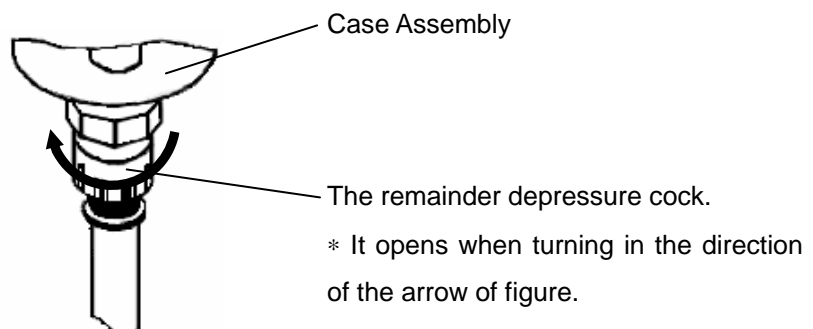 Case Assembly
The remainder depressure cock.
* It opens when turning in the direction
of the arrow of figure.